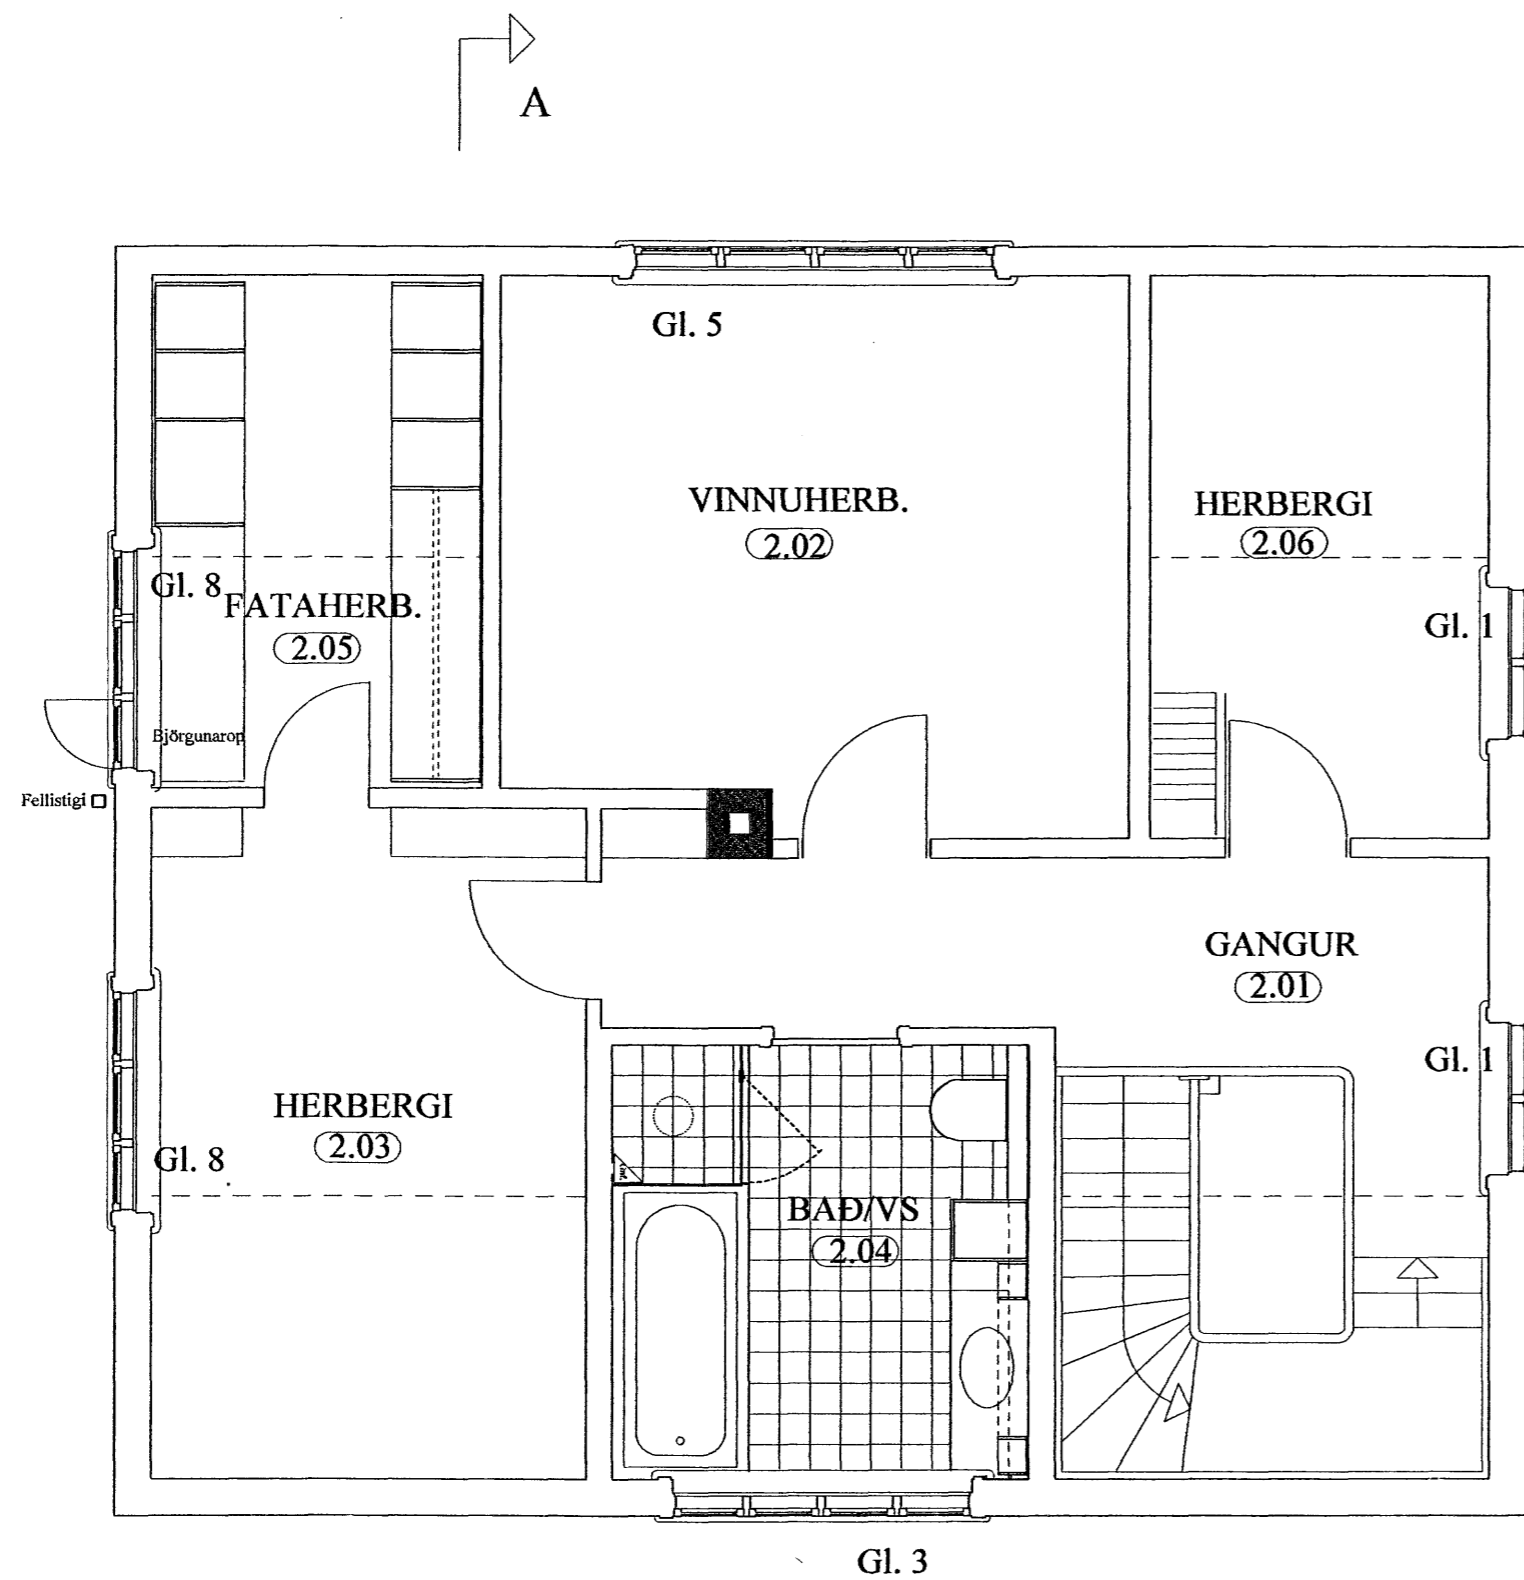 A
Gl. 5
VINNUHERB.
2.02
HERBERGI
2.06
Gl. 8
FATAHERB.
2.05
Gl. 1
Björgunarop
Fellistigi
GANGUR
2.01
Gl. 1
HERBERGI
2.03
Gl. 8
BAÐ/VS
2.04
Gl. 3